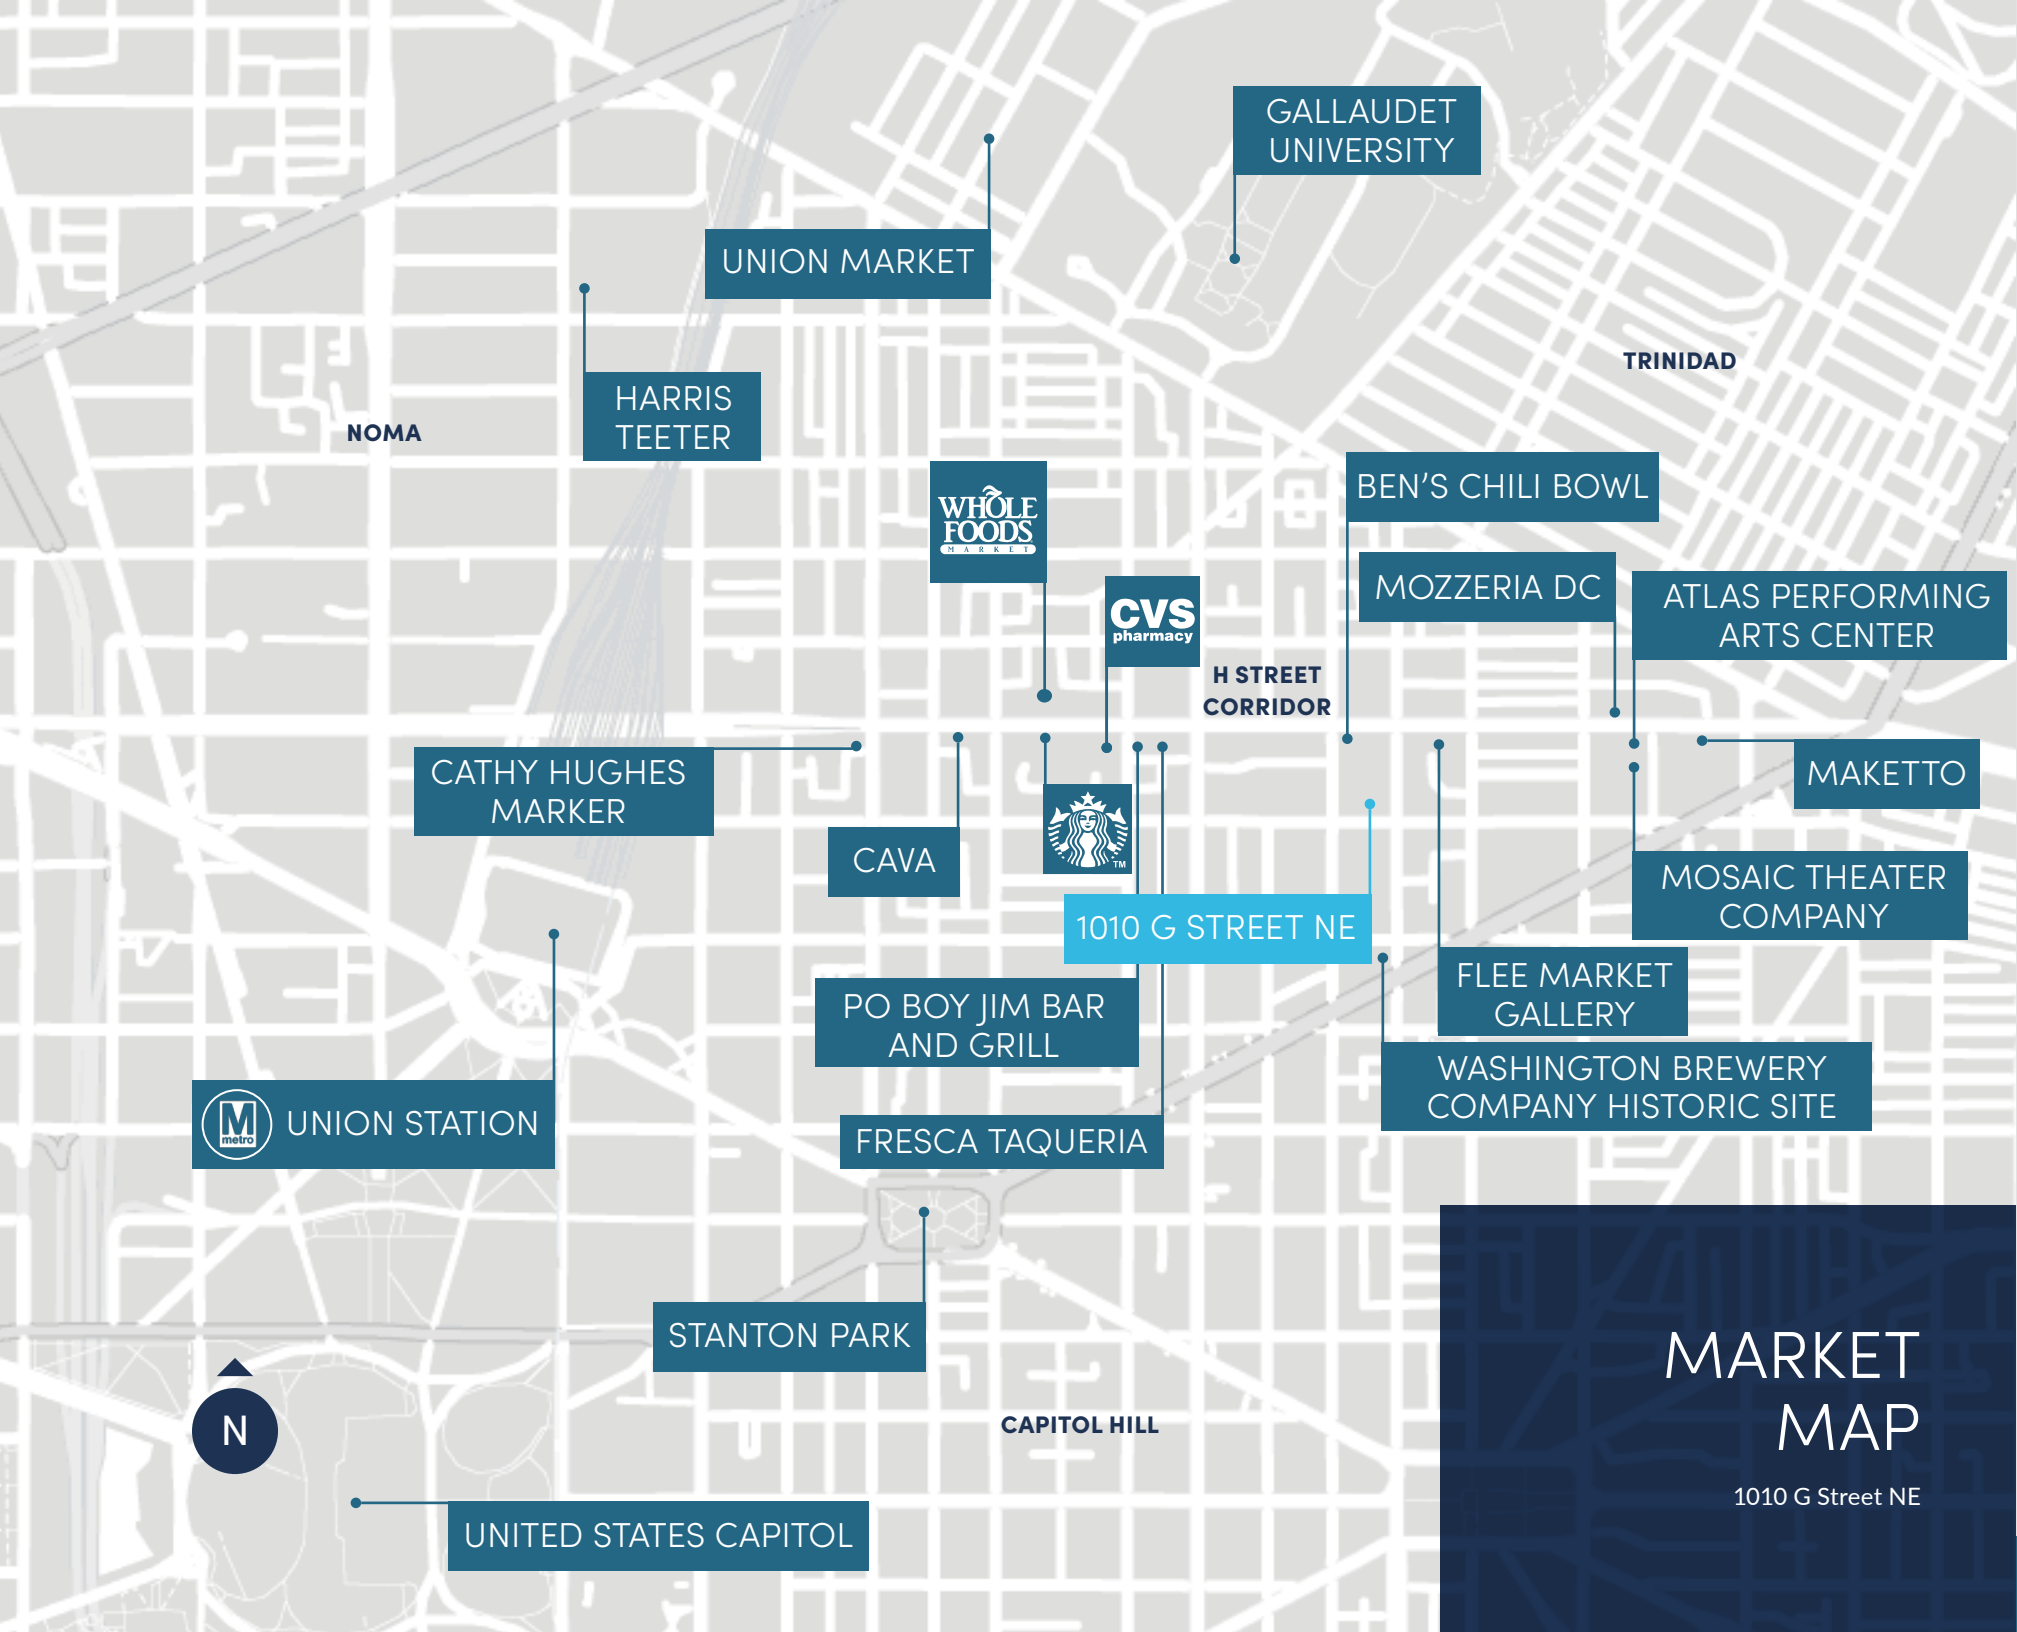 GALLAUDET
UNIVERSITY
UNION MARKET
TRINIDAD
HARRIS
TEETER
NOMA
WHOLE
FOODS
MARKET
BEN'S CHILI BOWL
MOZZERIA DC
ATLAS PERFORMING
ARTS CENTER
CVS
pharmacy
H STREET
CORRIDOR
CATHY HUGHES
MARKER
MAKETTO
CAVA
TM
MOSAIC THEATER
COMPANY
1010 G STREET NE
FLEE MARKET
GALLERY
PO BOY JIM BAR
AND GRILL
WASHINGTON BREWERY
COMPANY HISTORIC SITE
M
metro
UNION STATION
FRESCA TAQUERIA
STANTON PARK
N
CAPITOL HILL
UNITED STATES CAPITOL
MARKET
MAP
1010 G Street NE